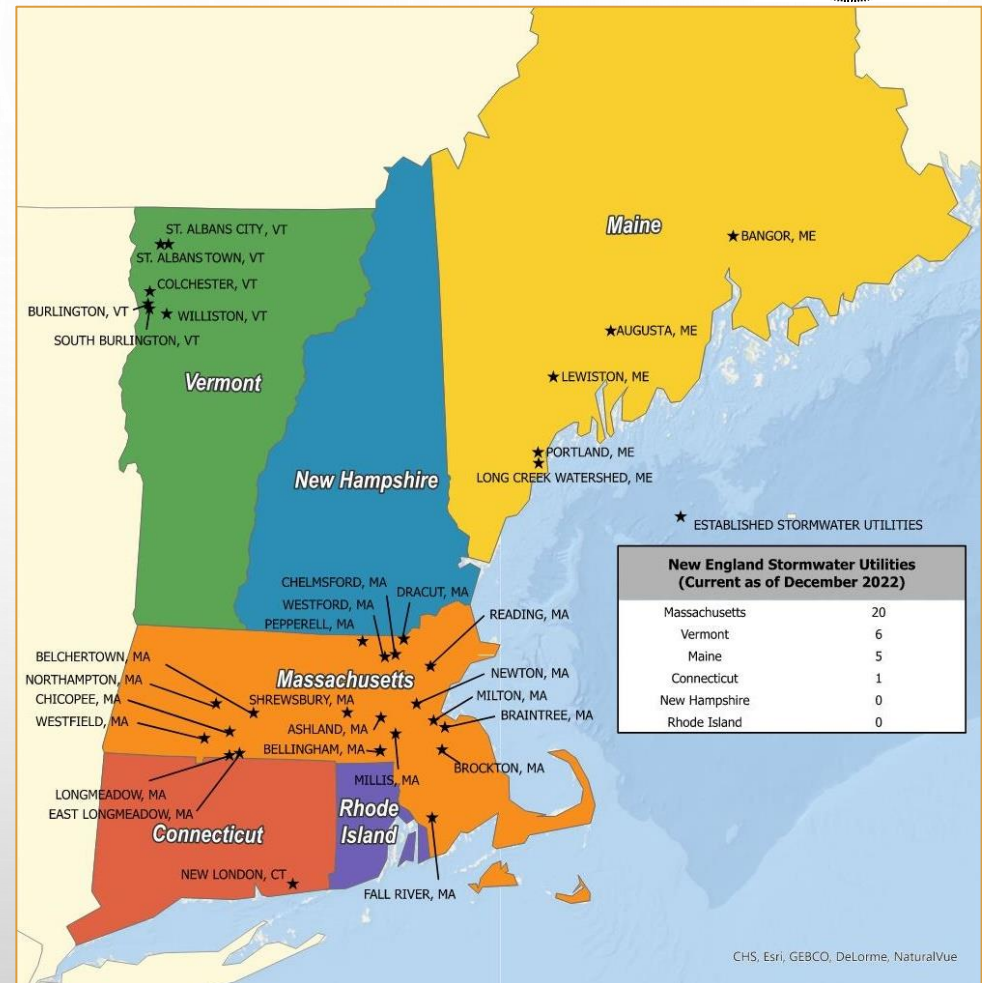 ST. ALBANS CITY, VT
ST. ALBANS TOWN, VT
COLCHESTER, VT
BURLINGTON, VT
WILLISTON, VT
SOUTH BURLINGTON, VT
Vermont
New Hampshire
Maine
BANGOR, ME
AUGUSTA, ME
LEWISTON, ME
PORTLAND, ME
LONG CREEK WATERSHED, ME
ESTABLISHED STORMWATER UTILITIES
New England Stormwater Utilities
(Current as of December 2022)
Massachusetts 20
Vermont 6
Maine 5
Connecticut 1
New Hampshire 0
Rhode Island 0
CHELMSFORD, MA
DRACUT, MA
WESTFORD, MA
READING, MA
PEPPERELL, MA
BELCHERTOWN, MA
Massachusetts
NEWTON, MA
NORTHAMPTON, MA
SHREWSBURY, MA
MILTON, MA
CHICOPEE, MA
BRAINTREE, MA
WESTFIELD, MA
ASHLAND, MA
BELLINGHAM, MA
BROCKTON, MA
MILLIS, MA
LONGMEADOW, MA
EAST LONGMEADOW, MA
Rhode
Island
Connecticut
NEW LONDON, CT
FALL RIVER, MA
CHS, Esri, GEBCO, DeLorme, NaturalVue